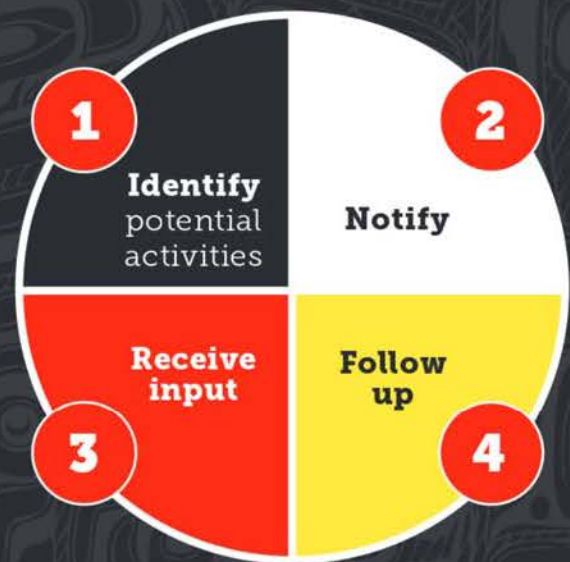 1
Identify
potential
activities
2
Notify
3
Receive
input
4
Follow
up